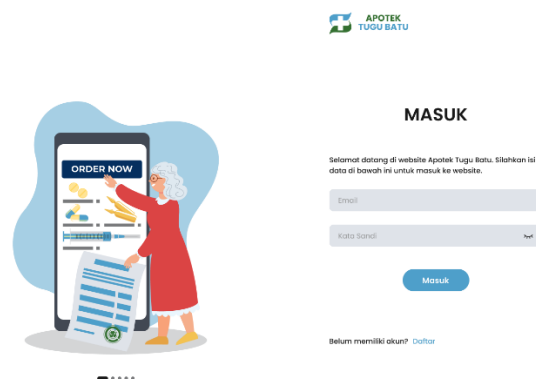 APOTEK
TUGU BATU
ORDER NOW
MASUK
Selamat datang di website Apotek Tugu Batu. Silahkan isi
data di bawah ini untuk masuk ke website.
Email
Kata Sandi
Masuk
Belum memiliki akun? Daftar